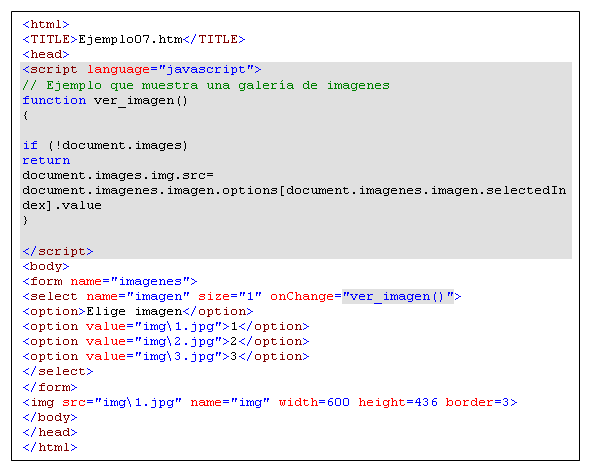 <html>
<TITLE>Ejemplo07.htm</TITLE>
<head>
<script language="javascript">
// Ejemplo que muestra una galería de imagenes
function ver_imagen()
{
if (!document.images)
return
document.images.img.src=
document.imagenes.imagen.options[document.imagenes.imagen.selectedIn
dex].value
}
</script>
<body>
<form name="imagenes">
<select name="imagen" size="1" onChange="ver_imagen()">
<option>Elige imagen</option>
<option value="img\1.jpg">1</option>
<option value="img\2.jpg">2</option>
<option value="img\3.jpg">3</option>
</select>
</form>
<img src="img\1.jpg" name="img" width=600 height=436 border=3>
</body>
</head>
</html>